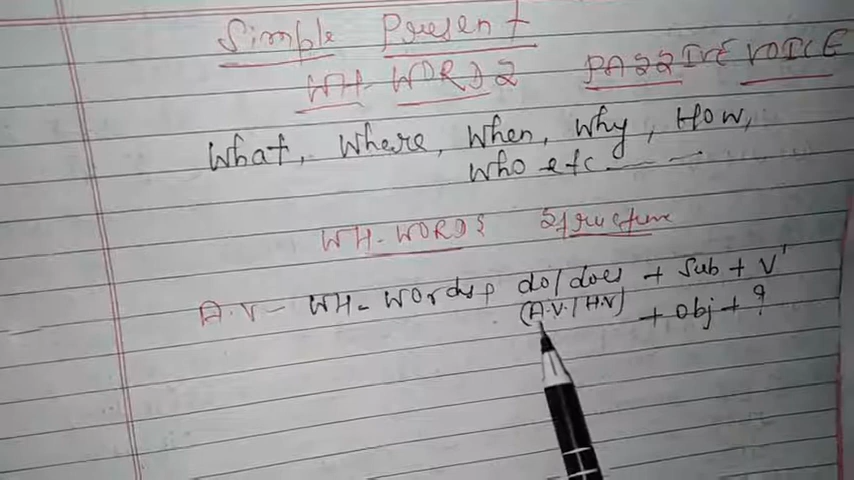 Simple Present
WH-WORDS PASSIVE VOICE
What, Where, When, Why, How,
Who etc
WH-WORDS Structure
A.V- WH-Words+ do/does + Sub + V'
(A.V./H.V) + obj + ?